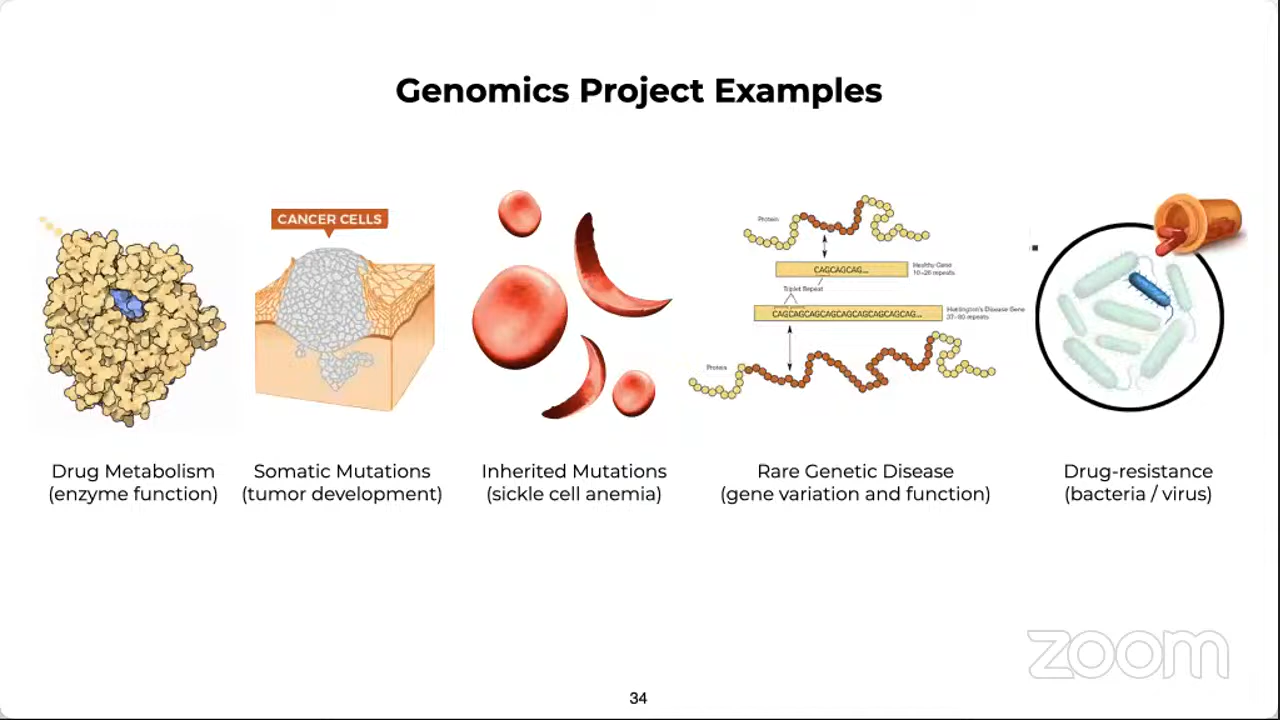 Genomics Project Examples
CANCER CELLS
Protein
CAGCAGCAG...
Healthy Gene
10–26 repeats
Triplet Repeat
CAGCAGCAGCAGCAGCAGCAGCAG...
Huntington's Disease Gene
37–80 repeats
Protein
Drug Metabolism
(enzyme function)
Somatic Mutations
(tumor development)
Inherited Mutations
(sickle cell anemia)
Rare Genetic Disease
(gene variation and function)
Drug-resistance
(bacteria / virus)
zoom
34